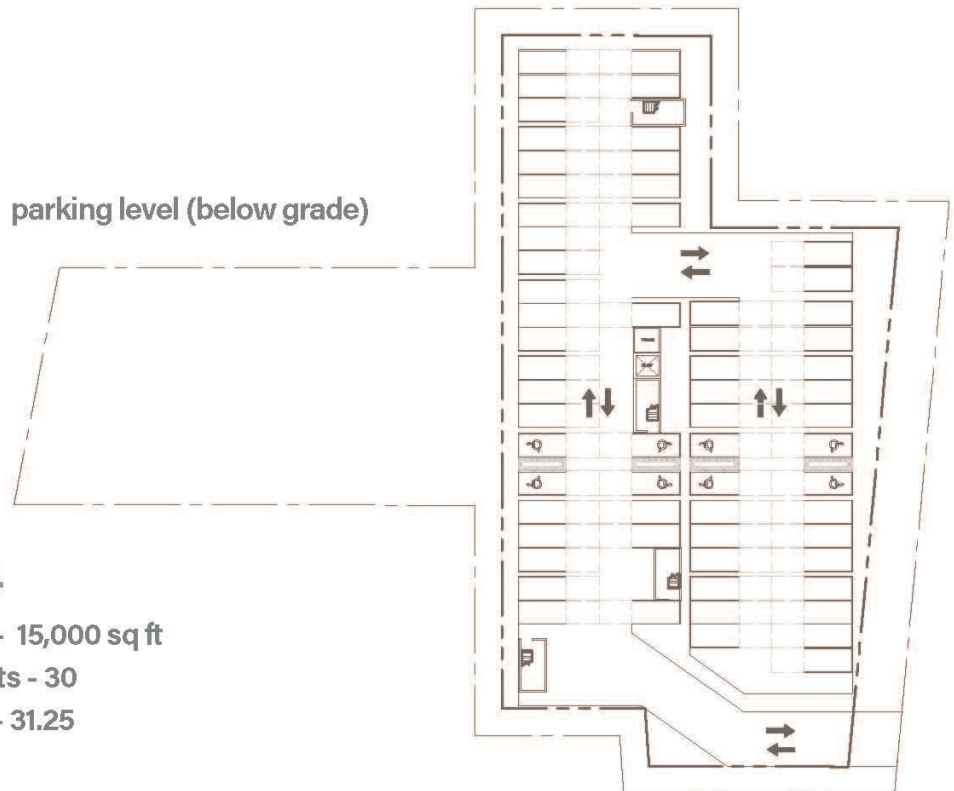 parking level (below grade)
- 15,000 sq ft
ts - 30
- 31.25